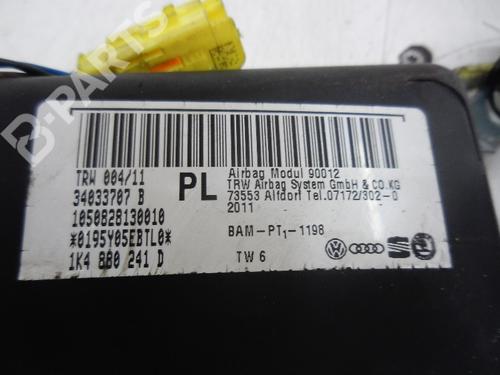 TRW 004/11
34033707 B
1050828130010
*0195Y05EBTL0*
1K4 880 241 D
PL
Airbag Modul 90012
TRW Airbag System GmbH & CO.KG
73553 Alfdorf Tel.07172/302-0
2011
BAM-PT1-1198
TW 6